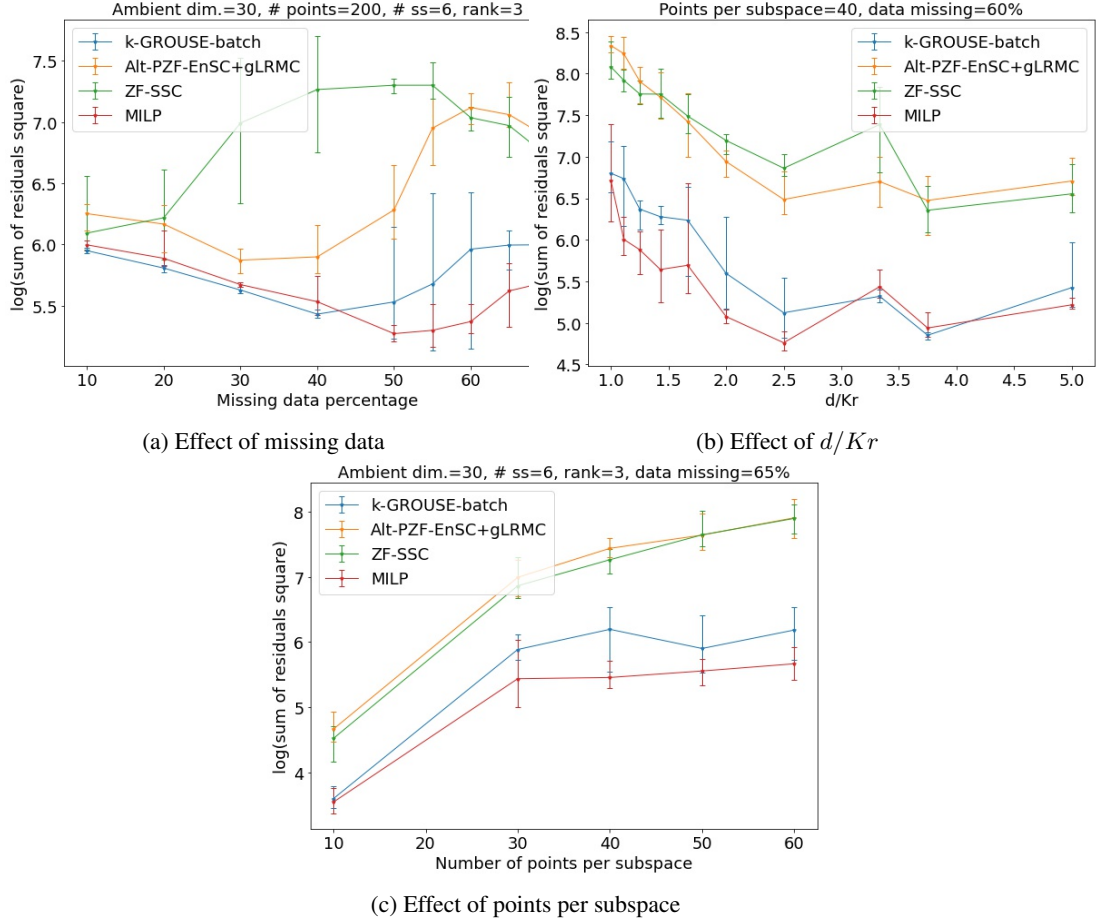 Ambient dim.=30, # points=200, # ss=6, rank=3
k-GROUSE-batch
Alt-PZF-EnSC+gLRMC
ZF-SSC
MILP
log(sum of residuals square)
7.5
7.0
6.5
6.0
5.5
10 20 30 40 50 60
Missing data percentage
(a) Effect of missing data
Points per subspace=40, data missing=60%
k-GROUSE-batch
Alt-PZF-EnSC+gLRMC
ZF-SSC
MILP
log(sum of residuals square)
8.5
8.0
7.5
7.0
6.5
6.0
5.5
5.0
4.5
1.0 1.5 2.0 2.5 3.0 3.5 4.0 4.5 5.0
d/Kr
(b) Effect of d/Kr
Ambient dim.=30, # ss=6, rank=3, data missing=65%
k-GROUSE-batch
Alt-PZF-EnSC+gLRMC
ZF-SSC
MILP
log(sum of residuals square)
8
7
6
5
4
10 20 30 40 50 60
Number of points per subspace
(c) Effect of points per subspace